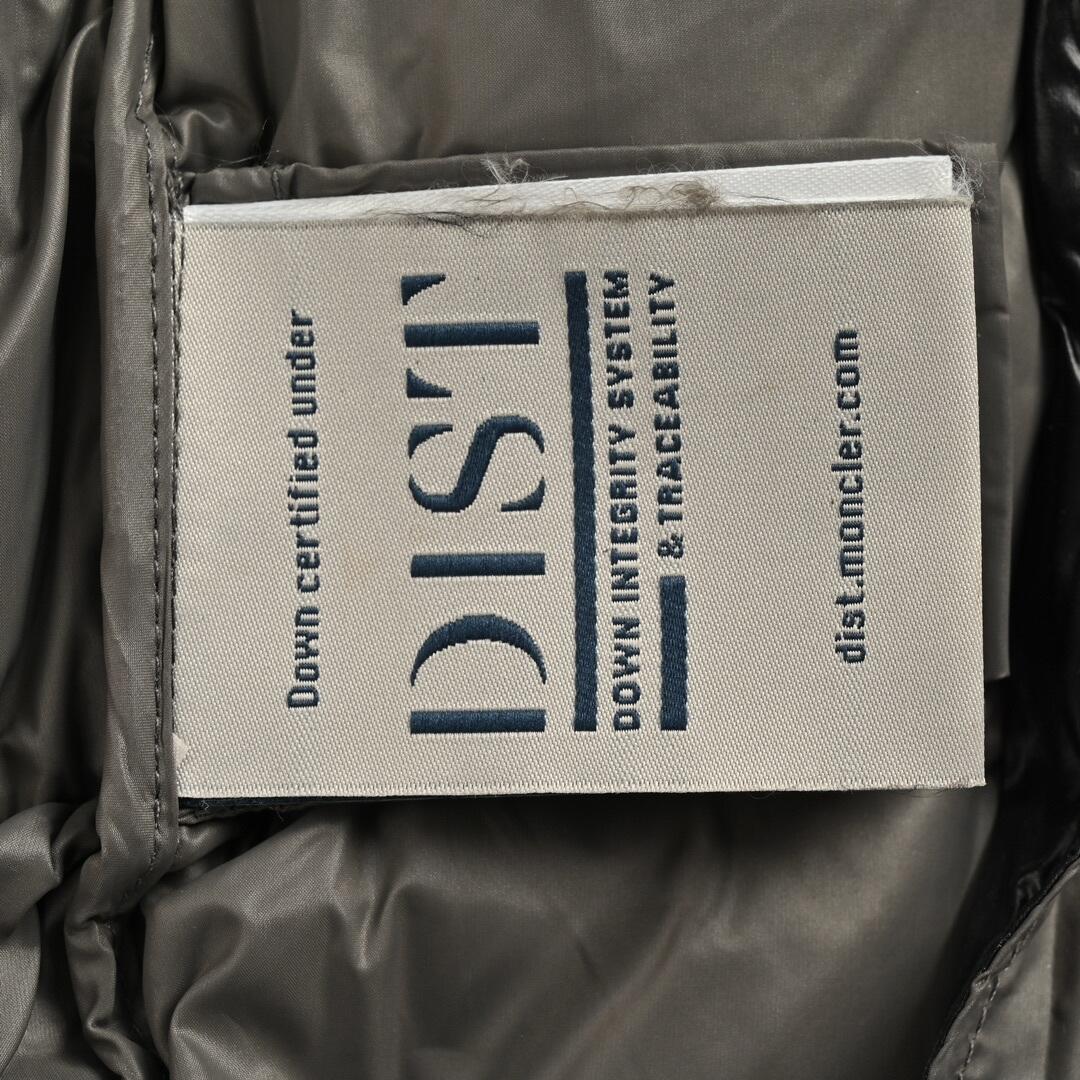 Down certified under
DIST
DOWN INTEGRITY SYSTEM
& TRACEABILITY
dist.moncler.com